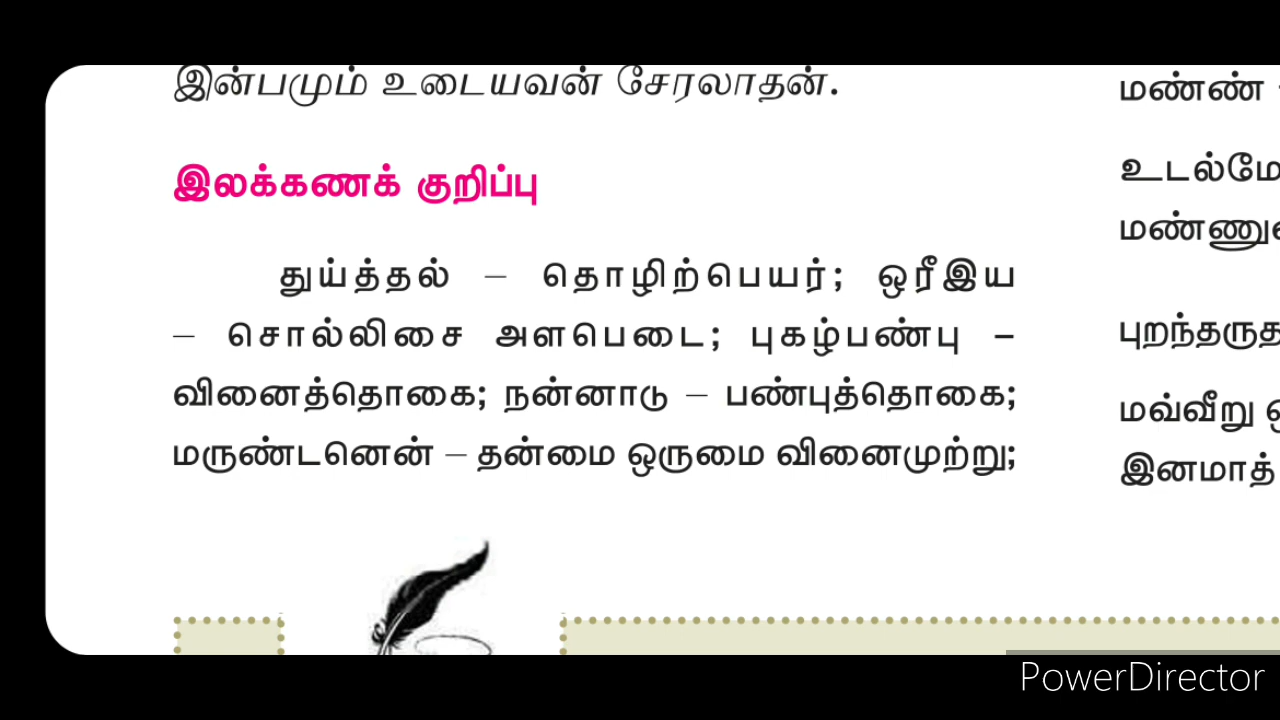 இன்பமும் உடையவன் சேரலாதன்.
இலக்கணக் குறிப்பு
துய்த்தல் – தொழிற்பெயர்; ஒரீஇய
– சொல்லிசை அளபெடை; புகழ்பண்பு –
வினைத்தொகை; நன்னாடு – பண்புத்தொகை;
மருண்டனென் – தன்மை ஒருமை வினைமுற்று;
மண்ண்
உடல்மே
மண்ணு
புறந்தருத
மவ்வீறு
இனமாத்
PowerDirector